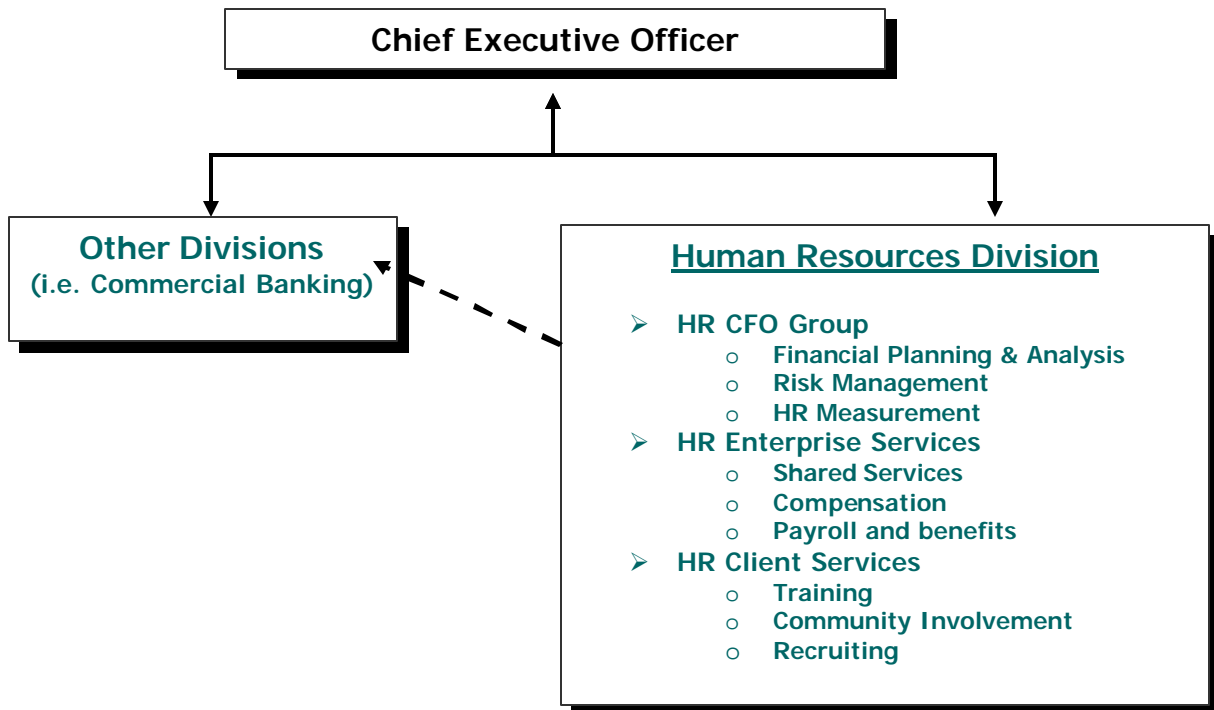 Chief Executive Officer
Other Divisions
(i.e. Commercial Banking)
Human Resources Division
➢ HR CFO Group
o Financial Planning & Analysis
o Risk Management
o HR Measurement
➢ HR Enterprise Services
o Shared Services
o Compensation
o Payroll and benefits
➢ HR Client Services
o Training
o Community Involvement
o Recruiting